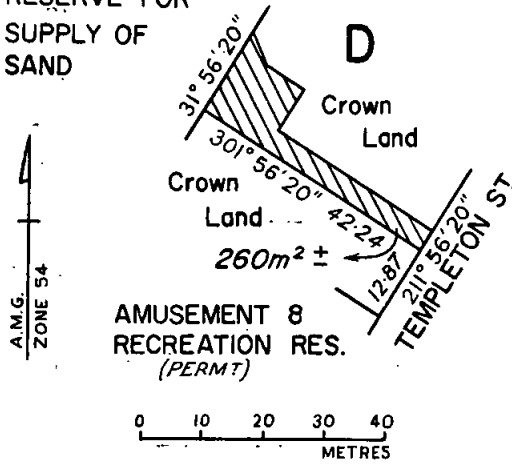 RESERVE FOR
SUPPLY OF
SAND
D
31° 56' 20"
Crown
Land
301° 56' 20" 42·24
Crown
Land
260m² ±
12·87
211° 56' 20"
TEMPLETON ST.
A.M.G.
ZONE 54
AMUSEMENT 8
RECREATION RES.
(PERMT)
0 10 20 30 40
METRES